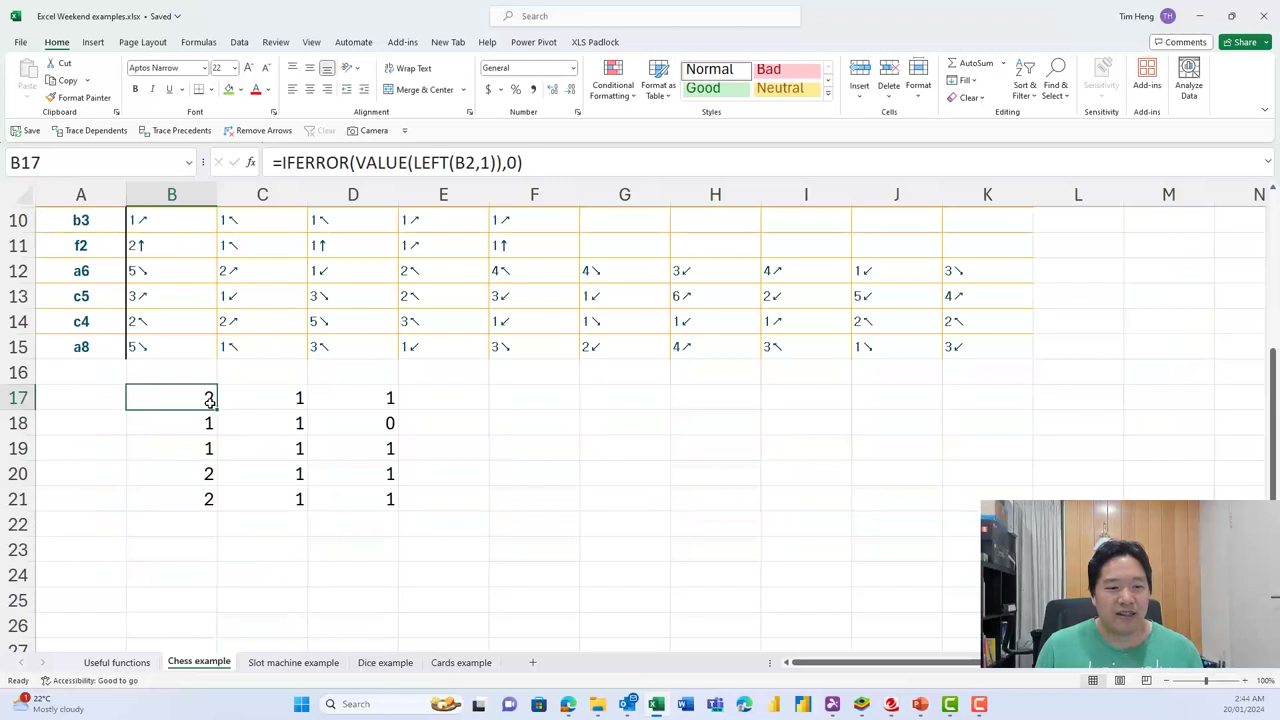 Excel Weekend examples.xlsx • Saved
Search
Tim Heng TH
File Home Insert Page Layout Formulas Data Review View Automate Add-ins New Tab Help Power Pivot XLS Padlock Comments Share
Paste Cut Copy Format Painter
Clipboard
Aptos Narrow 22 A A
B I U A
Font
Wrap Text
Merge & Center
Alignment
General
$ %
Number
Conditional Formatting Format as Table
Normal Bad
Good Neutral
Styles
Insert Delete Format
Cells
AutoSum Fill Clear Sort & Filter Find & Select
Editing
Sensitivity
Sensitivity
Add-ins
Add-ins
Analyze Data
Save Trace Dependents Trace Precedents Remove Arrows Clear Camera
B17 fx =IFERROR(VALUE(LEFT(B2,1)),0)
A B C D E F G H I J K L M N
10 b3 1↗ 1↖ 1↖ 1↗ 1↗
11 f2 2↑ 1↖ 1↑ 1↗ 1↑
12 a6 5↘ 2↗ 1↙ 2↖ 4↖ 4↘ 3↙ 4↗ 1↙ 3↘
13 c5 3↗ 1↙ 3↘ 2↖ 3↙ 1↙ 6↗ 2↙ 5↙ 4↗
14 c4 2↖ 2↗ 5↘ 3↖ 1↙ 1↘ 1↙ 1↗ 2↖ 2↖
15 a8 5↘ 1↖ 3↖ 1↙ 3↘ 2↙ 4↗ 3↖ 1↘ 3↙
16
17 2 1 1
18 1 1 0
19 1 1 1
20 2 1 1
21 2 1 1
22
23
24
25
26
27
Useful functions Chess example Slot machine example Dice example Cards example
Ready Accessibility: Good to go 100%
22°C
Mostly cloudy
Search
2:44 AM
20/01/2024